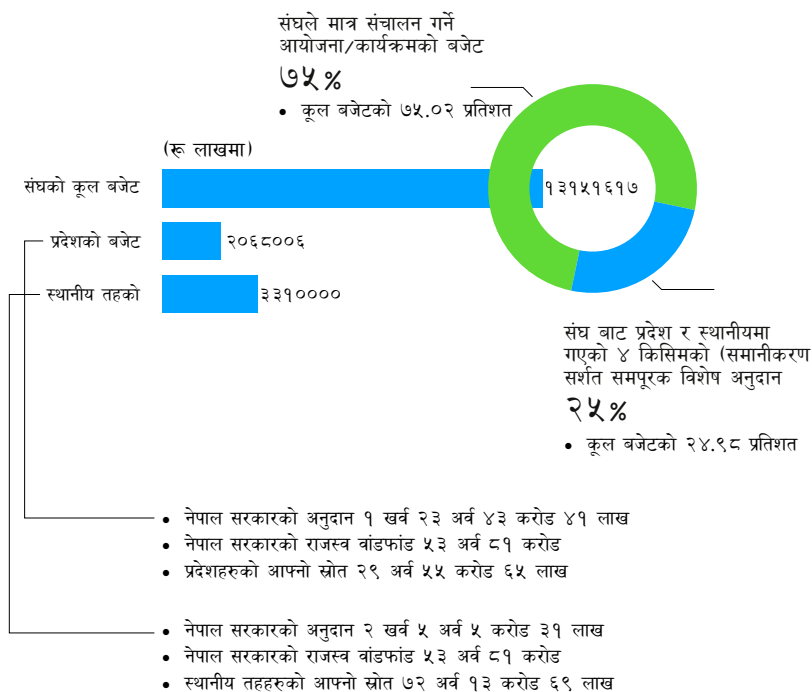 संघले मात्र संचालन गर्ने
आयोजना/कार्यक्रमको बजेट
७५%
• कूल बजेटको ७५.०२ प्रतिशत
(रू लाखमा)
संघको कूल बजेट १३१५१६१७
प्रदेशको बजेट २०६८००६
स्थानीय तहको ३३१००००
संघ बाट प्रदेश र स्थानीयमा
गएको ४ किसिमको (समानीकरण
सर्शत समपूरक विशेष अनुदान
२५%
• कूल बजेटको २४.९८ प्रतिशत
• नेपाल सरकारको अनुदान १ खर्व २३ अर्व ४३ करोड ४१ लाख
• नेपाल सरकारको राजस्व वांडफांड ५३ अर्व ८१ करोड
• प्रदेशहरुको आफ्नो स्रोत २९ अर्व ५५ करोड ६५ लाख
• नेपाल सरकारको अनुदान २ खर्व ५ अर्व ५ करोड ३१ लाख
• नेपाल सरकारको राजस्व वांडफांड ५३ अर्व ८१ करोड
• स्थानीय तहहरुको आफ्नो स्रोत ७२ अर्व १३ करोड ६९ लाख